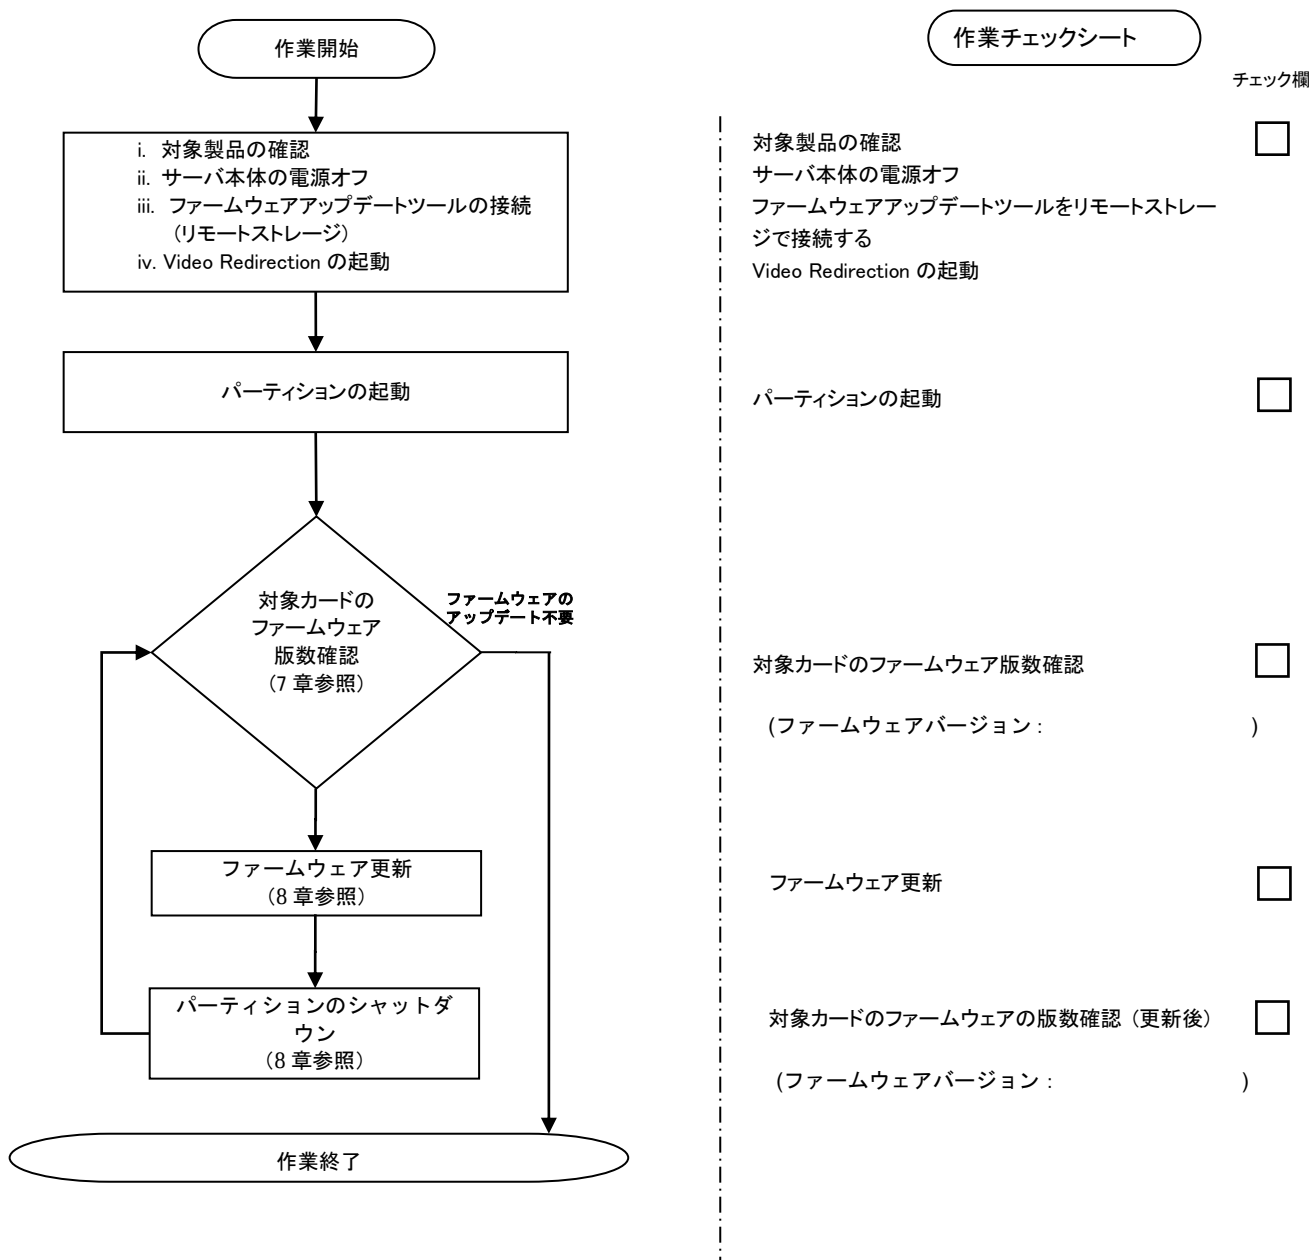 作業開始
i. 対象製品の確認
ii. サーバ本体の電源オフ
iii. ファームウェアアップデートツールの接続
(リモートストレージ)
iv. Video Redirection の起動
パーティションの起動
対象カードの
ファームウェア
版数確認
(7 章参照)
ファームウェアの
アップデート不要
ファームウェア更新
(8 章参照)
パーティションのシャットダ
ウン
(8 章参照)
作業終了
作業チェックシート
チェック欄
対象製品の確認
サーバ本体の電源オフ
ファームウェアアップデートツールをリモートストレー
ジで接続する
Video Redirection の起動
パーティションの起動
対象カードのファームウェア版数確認
(ファームウェアバージョン : )
ファームウェア更新
対象カードのファームウェアの版数確認 (更新後)
(ファームウェアバージョン : )